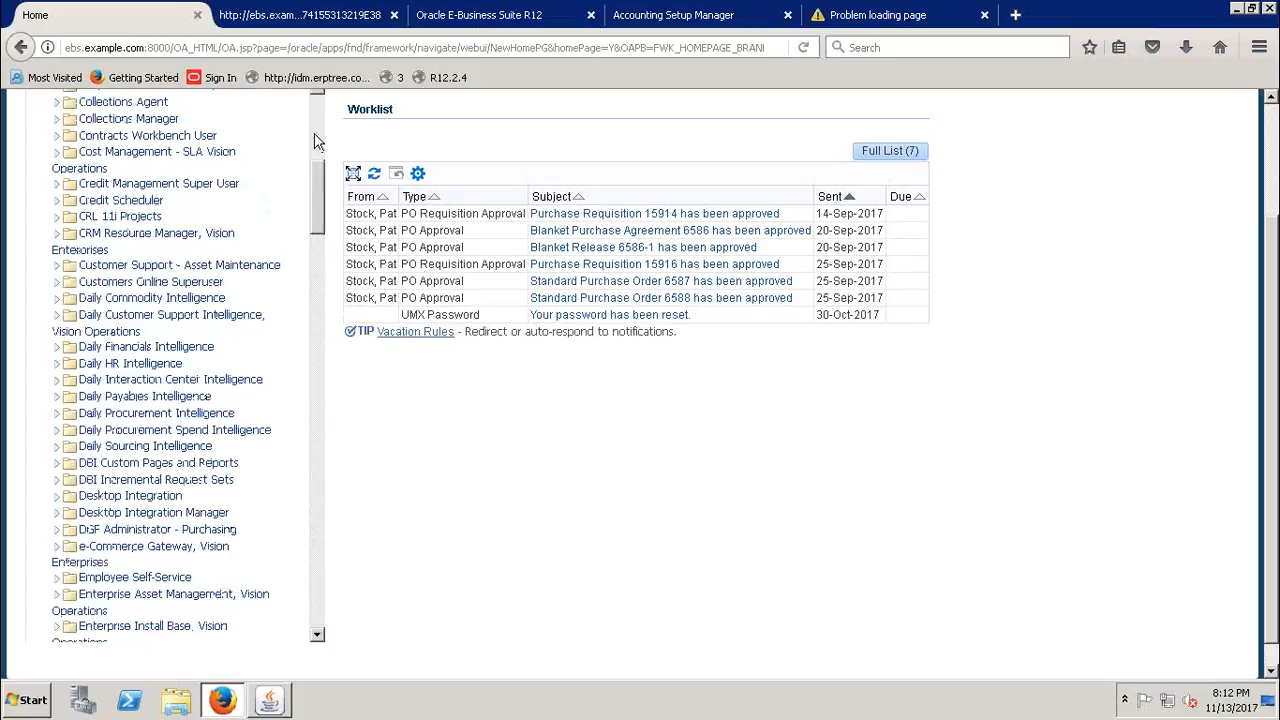 Home
http://ebs.exam...74155313219E38
Oracle E-Business Suite R12
Accounting Setup Mana
Problem loading page
ebs.example.com:8000/OA_HTML/OA.jsp?page=/oracle/apps/fnd/framework/navigate/webui/NewHomePG&homePage=Y&OAPB=FWK_HOMEPAGE_BRANI
Search
Most Visited
Getting Started
Sign In
http://idm.erptree.co...
3
R12.2.4
Collections Agent
Collections Manager
Contracts Workbench User
Cost Management - SLA Vision
Operations
Credit Management Super User
Credit Scheduler
CRL 11i Projects
CRM Resource Manager, Vision
Enterprises
Customer Support - Asset Maintenance
Customers Online Superuser
Daily Commodity Intelligence
Daily Customer Support Intelligence,
Vision Operations
Daily Financials Intelligence
Daily HR Intelligence
Daily Interaction Center Intelligence
Daily Payables Intelligence
Daily Procurement Intelligence
Daily Procurement Spend Intelligence
Daily Sourcing Intelligence
DBI Custom Pages and Reports
DBI Incremental Request Sets
Desktop Integration
Desktop Integration Manager
DGF Administrator - Purchasing
e-Commerce Gateway, Vision
Enterprises
Employee Self-Service
Enterprise Asset Management, Vision
Operations
Enterprise Install Base, Vision
Operations
Worklist
Full List (7)
From Type Subject Sent Due
Stock, Pat PO Requisition Approval Purchase Requisition 15914 has been approved 14-Sep-2017
Stock, Pat PO Approval Blanket Purchase Agreement 6586 has been approved 20-Sep-2017
Stock, Pat PO Approval Blanket Release 6586-1 has been approved 20-Sep-2017
Stock, Pat PO Requisition Approval Purchase Requisition 15916 has been approved 25-Sep-2017
Stock, Pat PO Approval Standard Purchase Order 6587 has been approved 25-Sep-2017
Stock, Pat PO Approval Standard Purchase Order 6588 has been approved 25-Sep-2017
UMX Password Your password has been reset. 30-Oct-2017
TIP Vacation Rules - Redirect or auto-respond to notifications.
Start
8:12 PM
11/13/2017